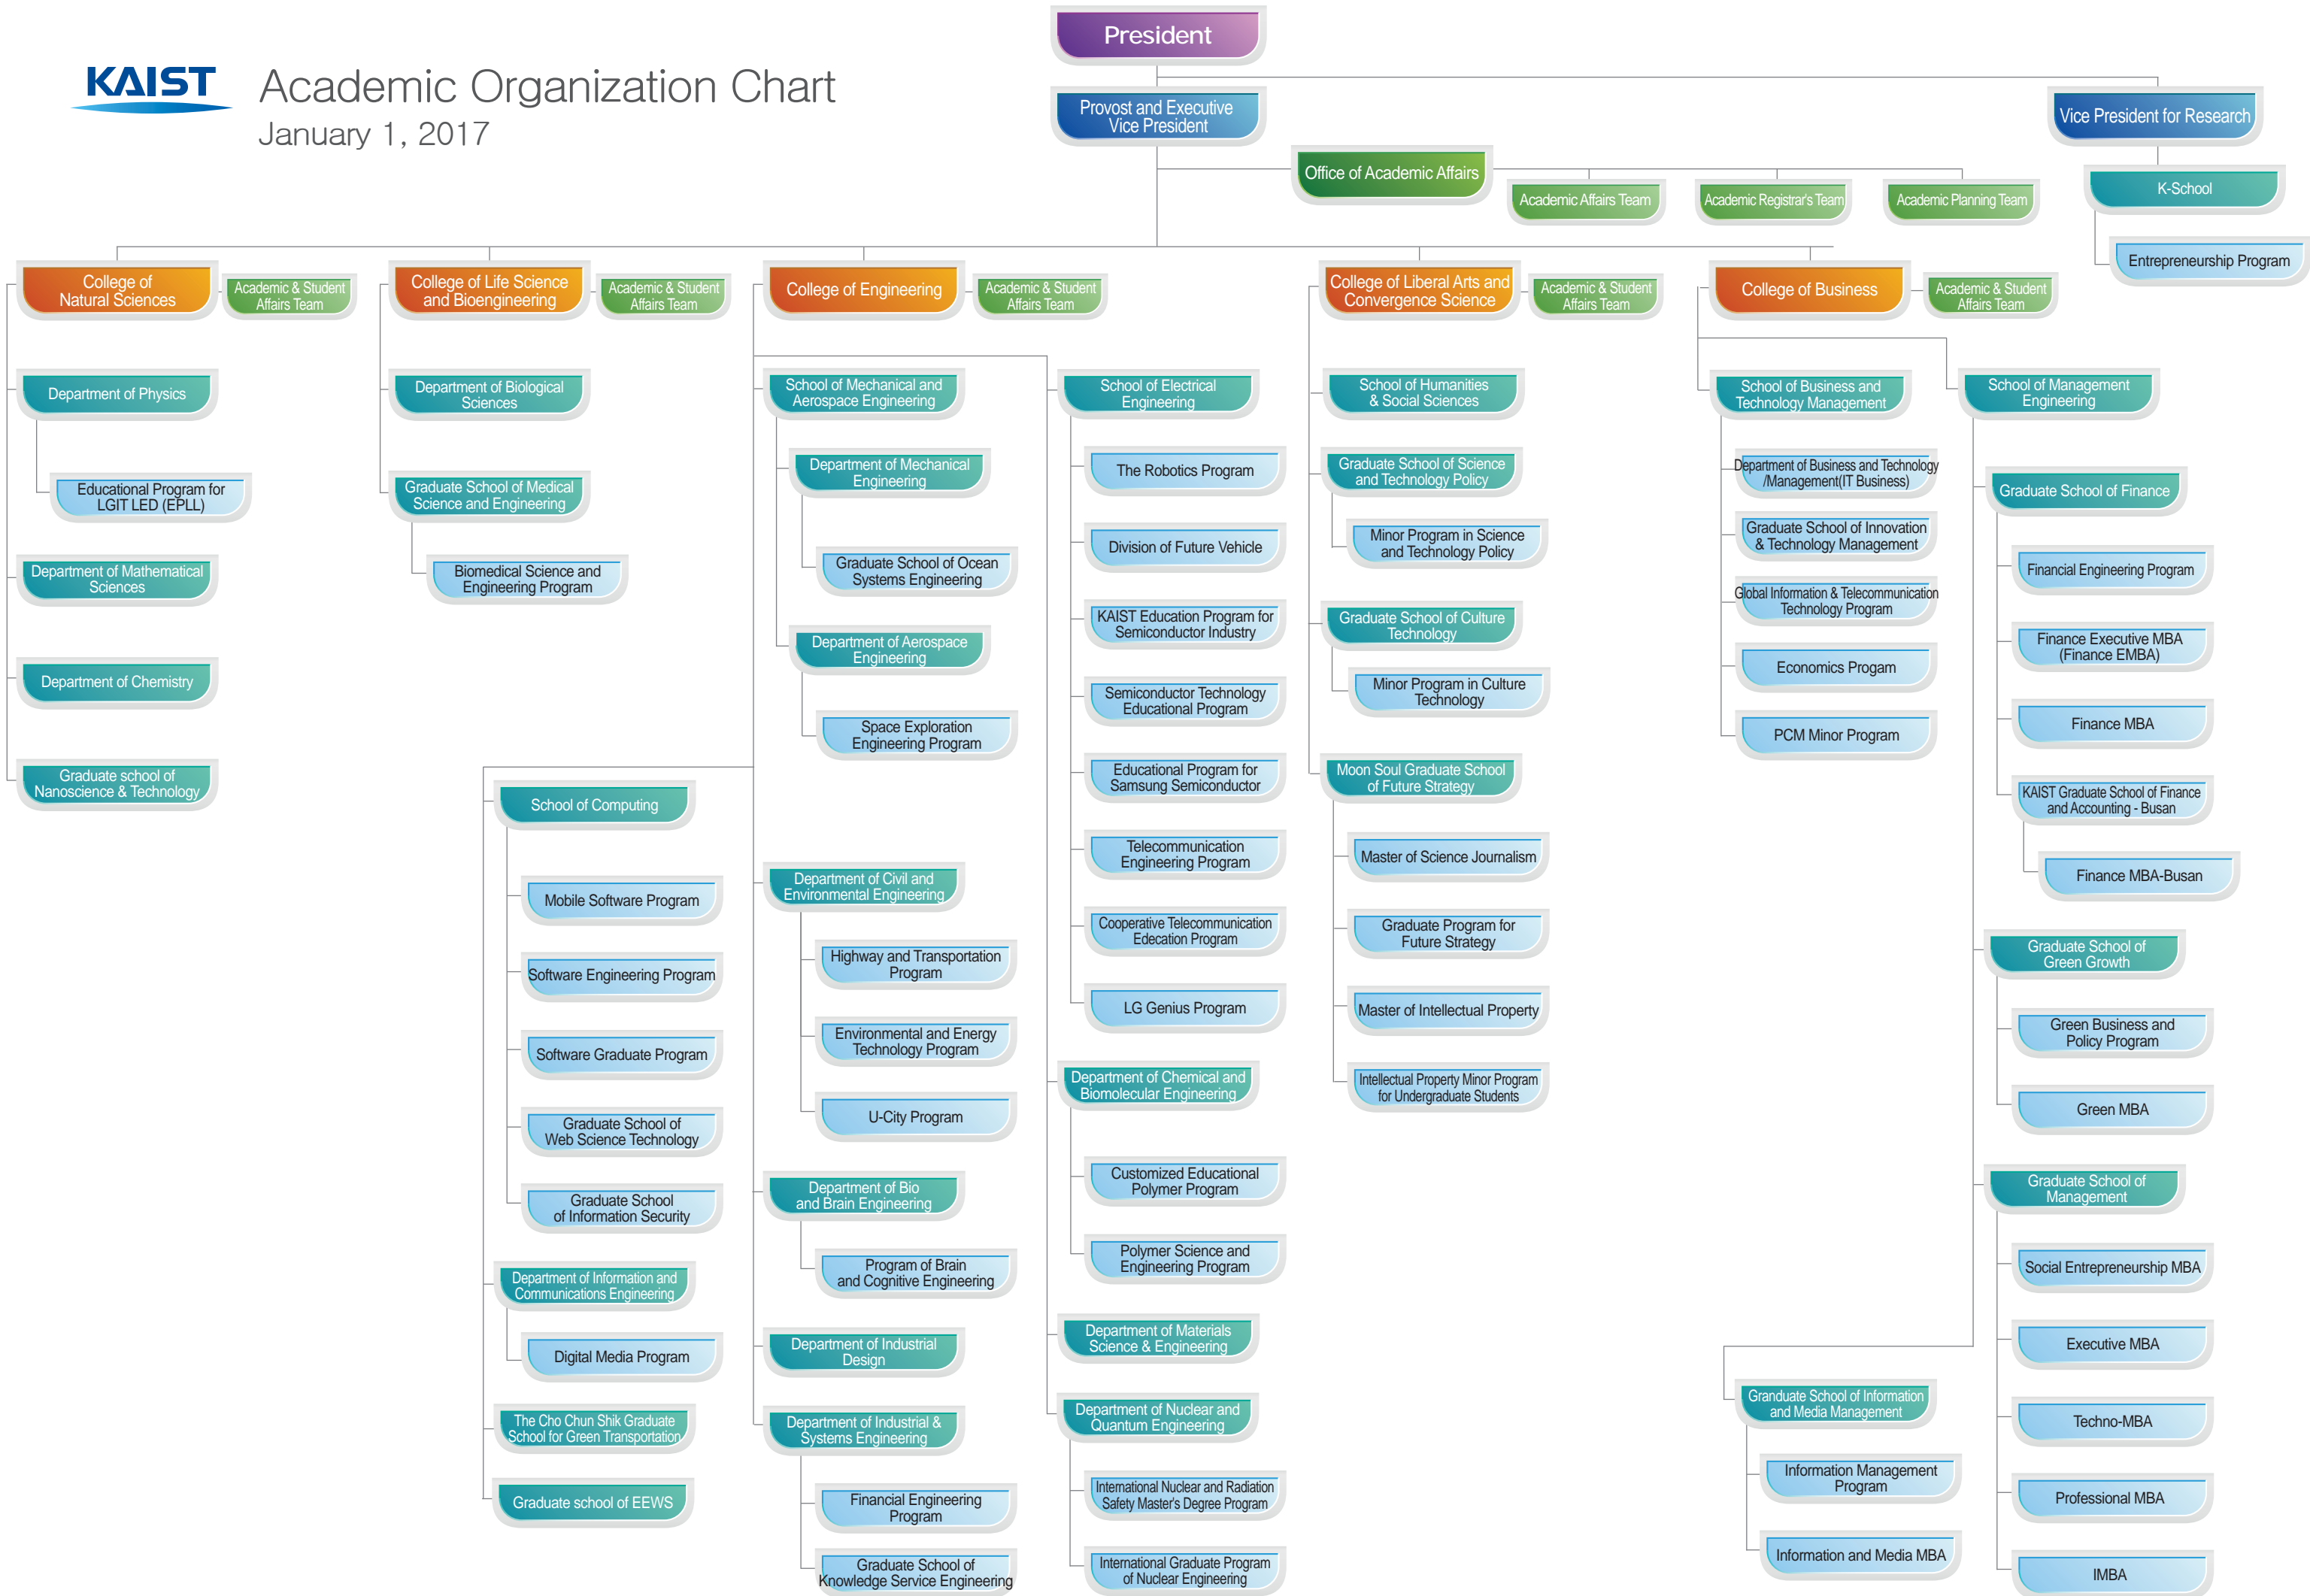 President
KAIST
Academic Organization Chart
January 1, 2017
Provost and Executive
Vice President
Vice President for Research
Office of Academic Affairs
Academic Affairs Team
Academic Registrar's Team
Academic Planning Team
K-School
Entrepreneurship Program
College of
Natural Sciences
Academic & Student
Affairs Team
Department of Physics
Educational Program for
LGIT LED (EPLL)
Department of Mathematical
Sciences
Department of Chemistry
Graduate school of
Nanoscience & Technology
College of Life Science
and Bioengineering
Academic & Student
Affairs Team
Department of Biological
Sciences
Graduate School of Medical
Science and Engineering
Biomedical Science and
Engineering Program
College of Engineering
Academic & Student
Affairs Team
School of Mechanical and
Aerospace Engineering
Department of Mechanical
Engineering
Graduate School of Ocean
Systems Engineering
Department of Aerospace
Engineering
Space Exploration
Engineering Program
School of Computing
Mobile Software Program
Software Engineering Program
Software Graduate Program
Graduate School of
Web Science Technology
Graduate School
of Information Security
Department of Information and
Communications Engineering
Digital Media Program
The Cho Chun Shik Graduate
School for Green Transportation
Graduate school of EEWS
Department of Civil and
Environmental Engineering
Highway and Transportation
Program
Environmental and Energy
Technology Program
U-City Program
Department of Bio
and Brain Engineering
Program of Brain
and Cognitive Engineering
Department of Industrial
Design
Department of Industrial &
Systems Engineering
Financial Engineering
Program
Graduate School of
Knowledge Service Engineering
School of Electrical
Engineering
The Robotics Program
Division of Future Vehicle
KAIST Education Program for
Semiconductor Industry
Semiconductor Technology
Educational Program
Educational Program for
Samsung Semiconductor
Telecommunication
Engineering Program
Cooperative Telecommunication
Edecation Program
LG Genius Program
Department of Chemical and
Biomolecular Engineering
Customized Educational
Polymer Program
Polymer Science and
Engineering Program
Department of Materials
Science & Engineering
Department of Nuclear and
Quantum Engineering
International Nuclear and Radiation
Safety Master's Degree Program
International Graduate Program
of Nuclear Engineering
College of Liberal Arts and
Convergence Science
Academic & Student
Affairs Team
School of Humanities
& Social Sciences
Graduate School of Science
and Technology Policy
Minor Program in Science
and Technology Policy
Graduate School of Culture
Technology
Minor Program in Culture
Technology
Moon Soul Graduate School
of Future Strategy
Master of Science Journalism
Graduate Program for
Future Strategy
Master of Intellectual Property
Intellectual Property Minor Program
for Undergraduate Students
College of Business
Academic & Student
Affairs Team
School of Business and
Technology Management
Department of Business and Technology
/Management(IT Business)
Graduate School of Innovation
& Technology Management
Global Information & Telecommunication
Technology Program
Economics Progam
PCM Minor Program
School of Management
Engineering
Graduate School of Finance
Financial Engineering Program
Finance Executive MBA
(Finance EMBA)
Finance MBA
KAIST Graduate School of Finance
and Accounting - Busan
Finance MBA-Busan
Graduate School of
Green Growth
Green Business and
Policy Program
Green MBA
Graduate School of
Management
Social Entrepreneurship MBA
Executive MBA
Techno-MBA
Professional MBA
IMBA
Granduate School of Information
and Media Management
Information Management
Program
Information and Media MBA